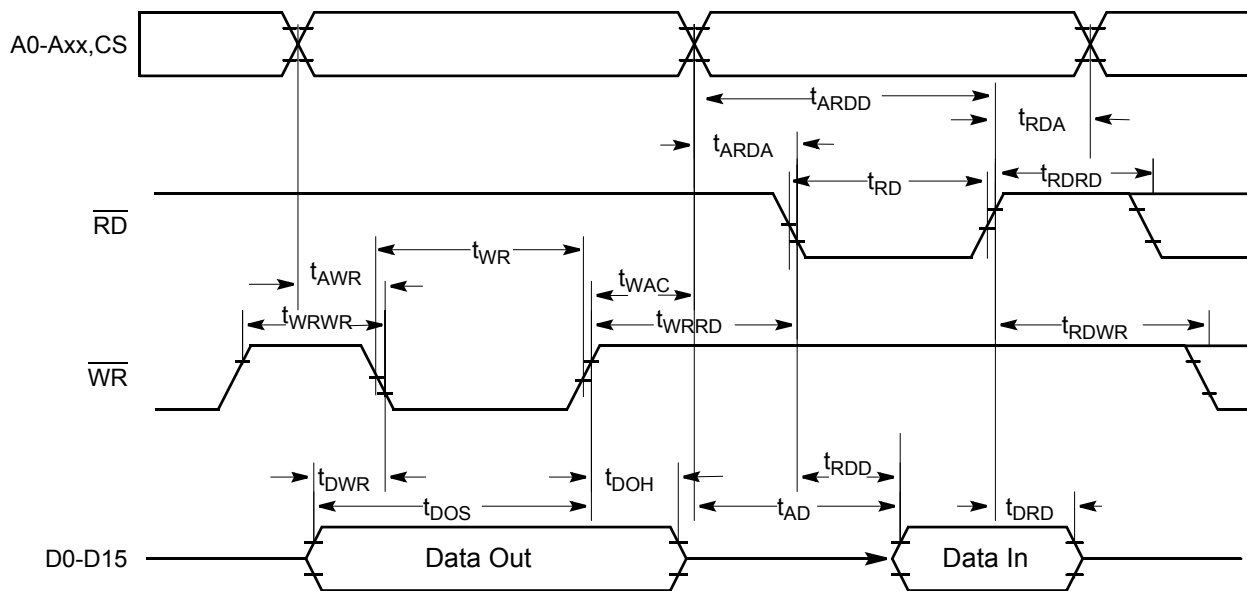 A0-Axx,CS
tARDD
tRDA
tARDA
tRD
tRDRD
RD
tWR
tAWR
tWAC
tWRWR
tWRRD
tRDWR
WR
tRDD
tDWR
tDOH
tDOS
tAD
tDRD
D0-D15
Data Out
Data In